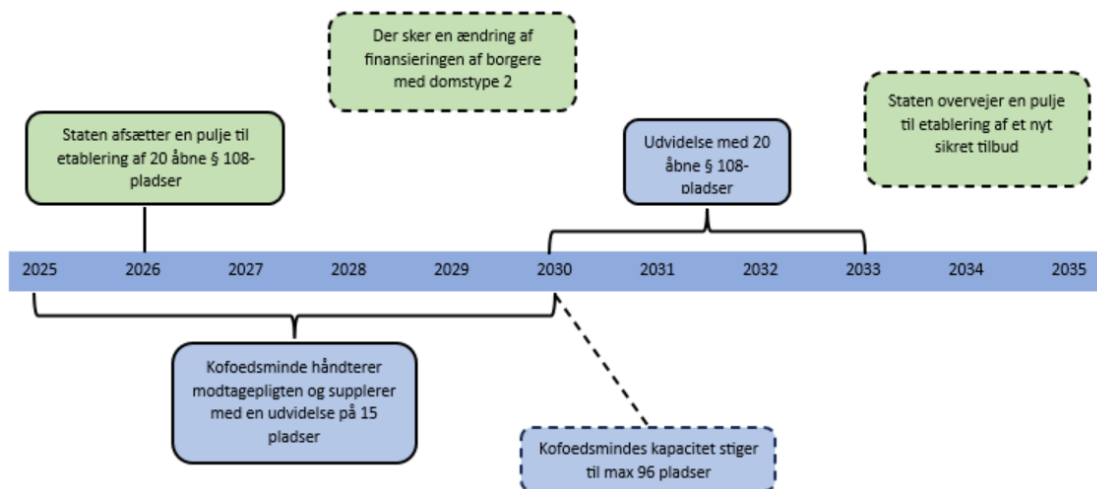 Der sker en ændring af
finansieringen af borgere
med domstype 2
Staten afsætter en pulje til
etablering af 20 åbne § 108-
pladser
Udvidelse med 20
åbne § 108-
pladser
Staten overvejer en pulje
til etablering af et nyt
sikret tilbud
2025 2026 2027 2028 2029 2030 2031 2032 2033 2034 2035
Kofoedsminde håndterer
modtagepligten og supplerer
med en udvidelse på 15
pladser
Kofoedsmindes kapacitet stiger
til max 96 pladser